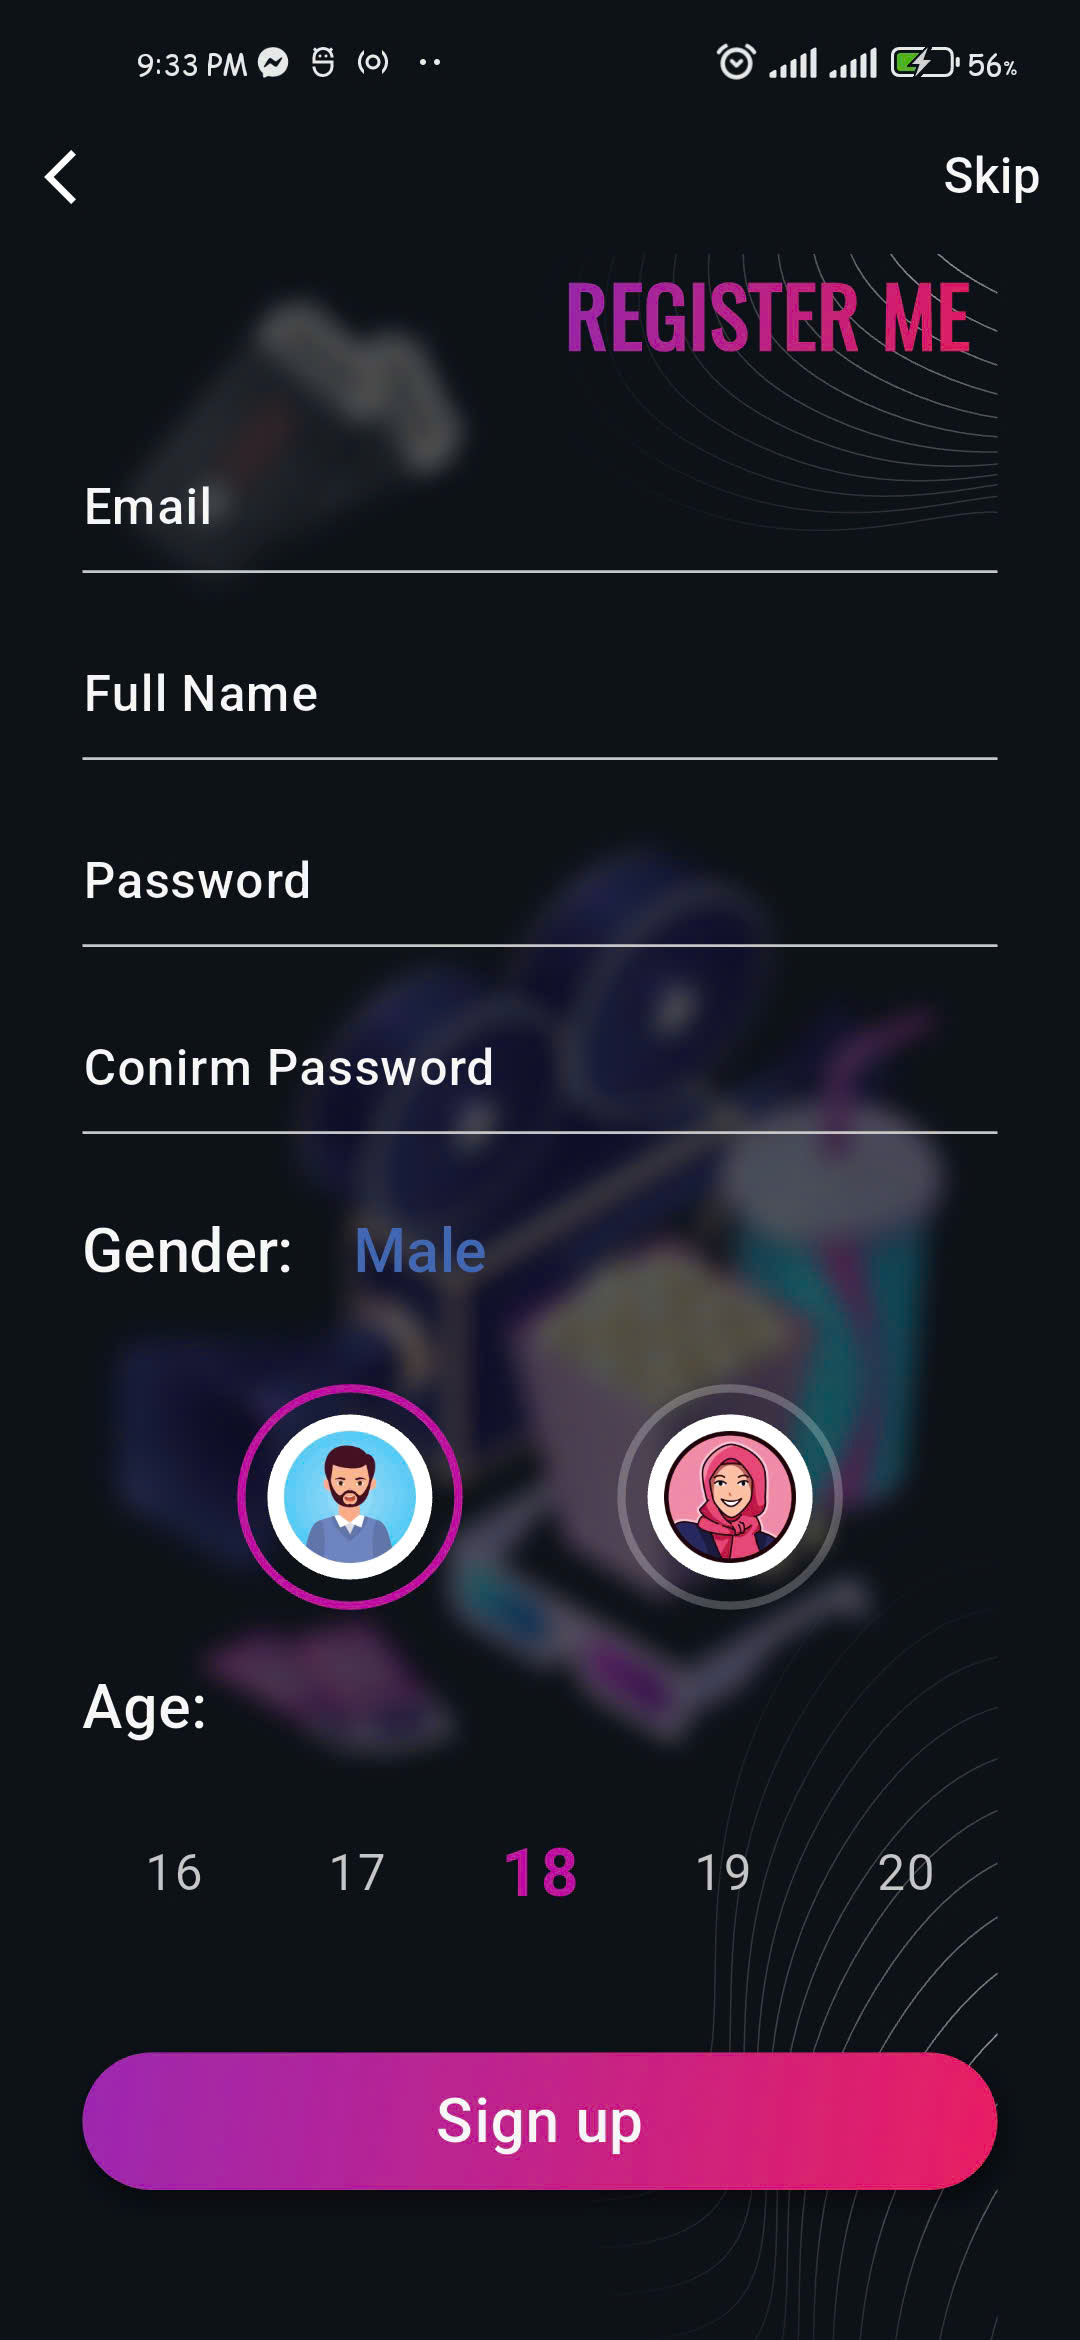 9:33 PM 56%
Skip
REGISTER ME
Email
Full Name
Password
Conirm Password
Gender: Male
Age:
16 17 18 19 20
Sign up